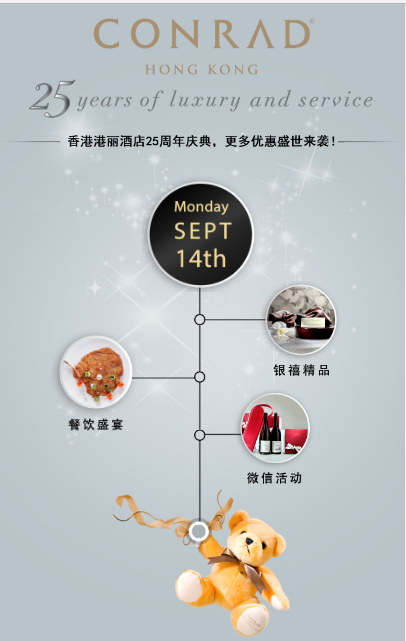 CONRAD®
HONG KONG
25 years of luxury and service
香港港丽酒店25周年庆典，更多优惠盛世来袭！
Monday
SEPT
14th
银禧精品
餐饮盛宴
微信活动